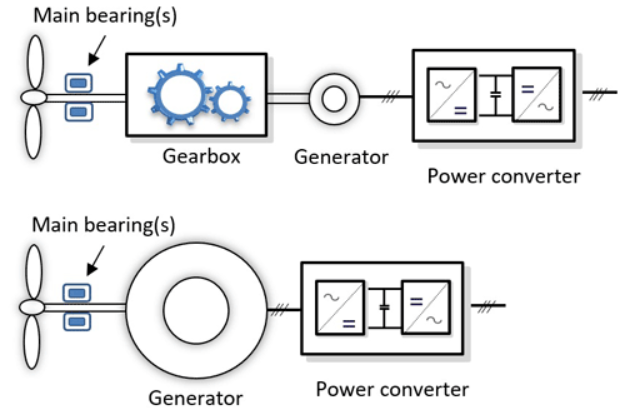 Main bearing(s)
Gearbox
Generator
Power converter
Main bearing(s)
Generator
Power converter